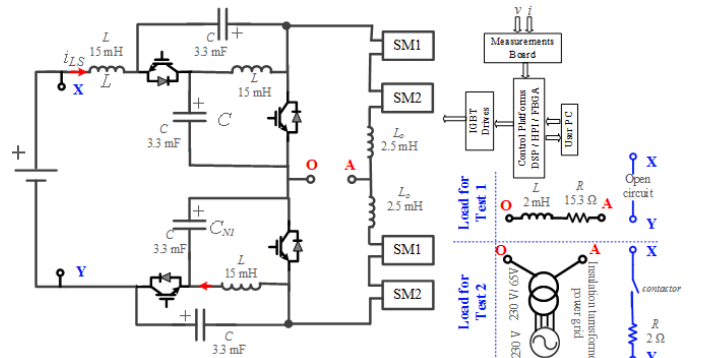 C
3.3 mF
+
L
15 mH
i_LS
L
X
L
15 mH
+
C
C
3.3 mF
+
O
A
SM1
SM2
L_o
2.5 mH
L_o
2.5 mH
SM1
SM2
+
C_N1
C
3.3 mF
L
15 mH
Y
+
C
3.3 mF
v i
Measurements
Board
IGBT
Drives
Control Platforms
DSP / HPI / FBGA
User PC
Load for
Test 1
O
L
2 mH
R
15.3 Ω
A
X
Open
circuit
Y
Load for
Test 2
O
A
230 V/ 65V
230 V
Insulation transforme
power grid
X
contactor
R
2 Ω
Y